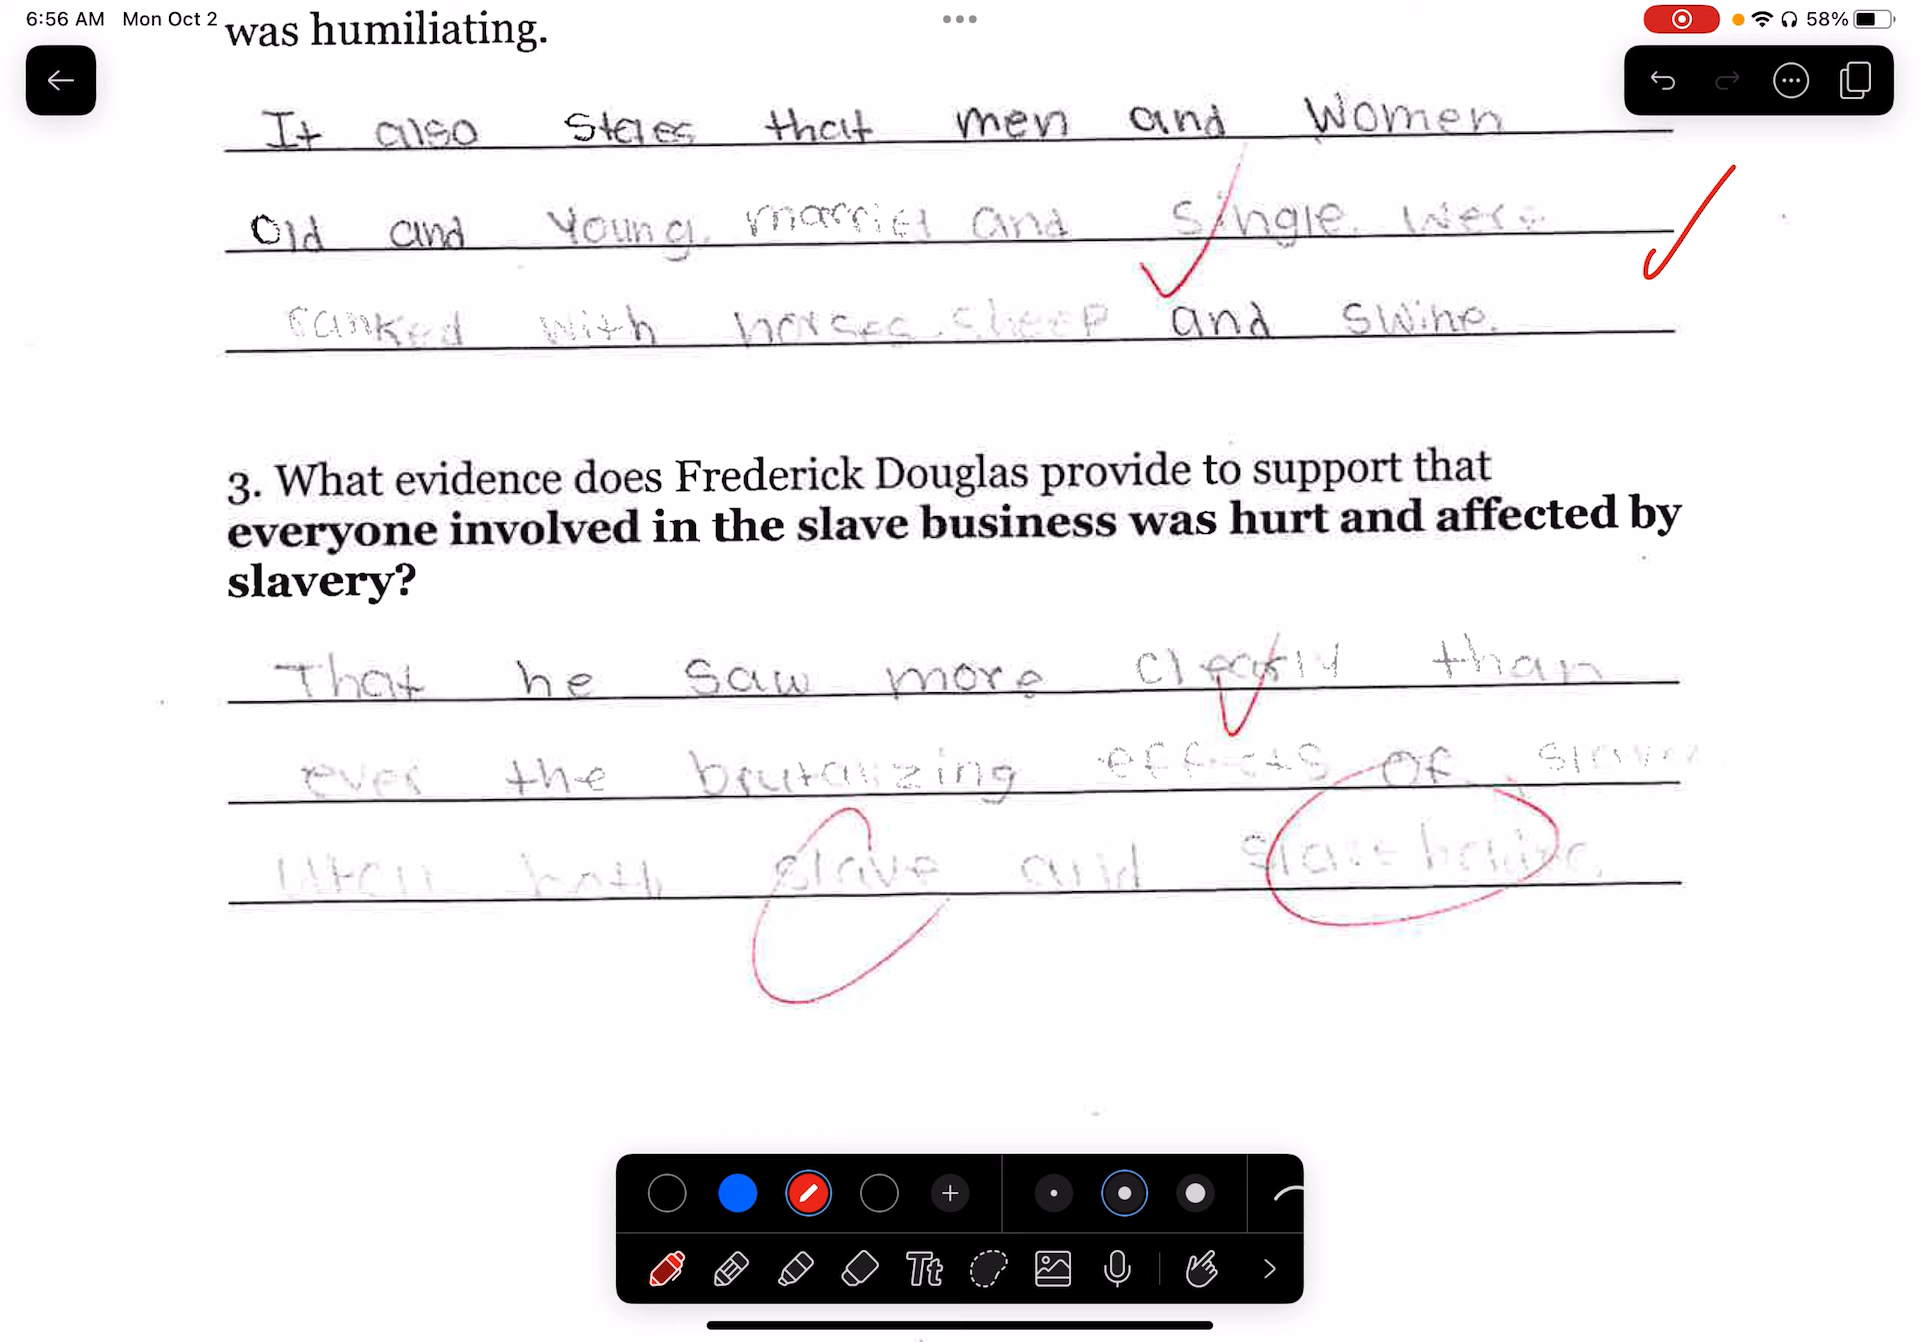 6:56 AM Mon Oct 2
58%
was humiliating.
It also states that men and Women
Old and Young, married and Single. Were
ranked with horses. Sheep and Swine.
3. What evidence does Frederick Douglas provide to support that
everyone involved in the slave business was hurt and affected by
slavery?
That he Saw more clearly than
ever the brutalizing effects of
both slave and
Tt